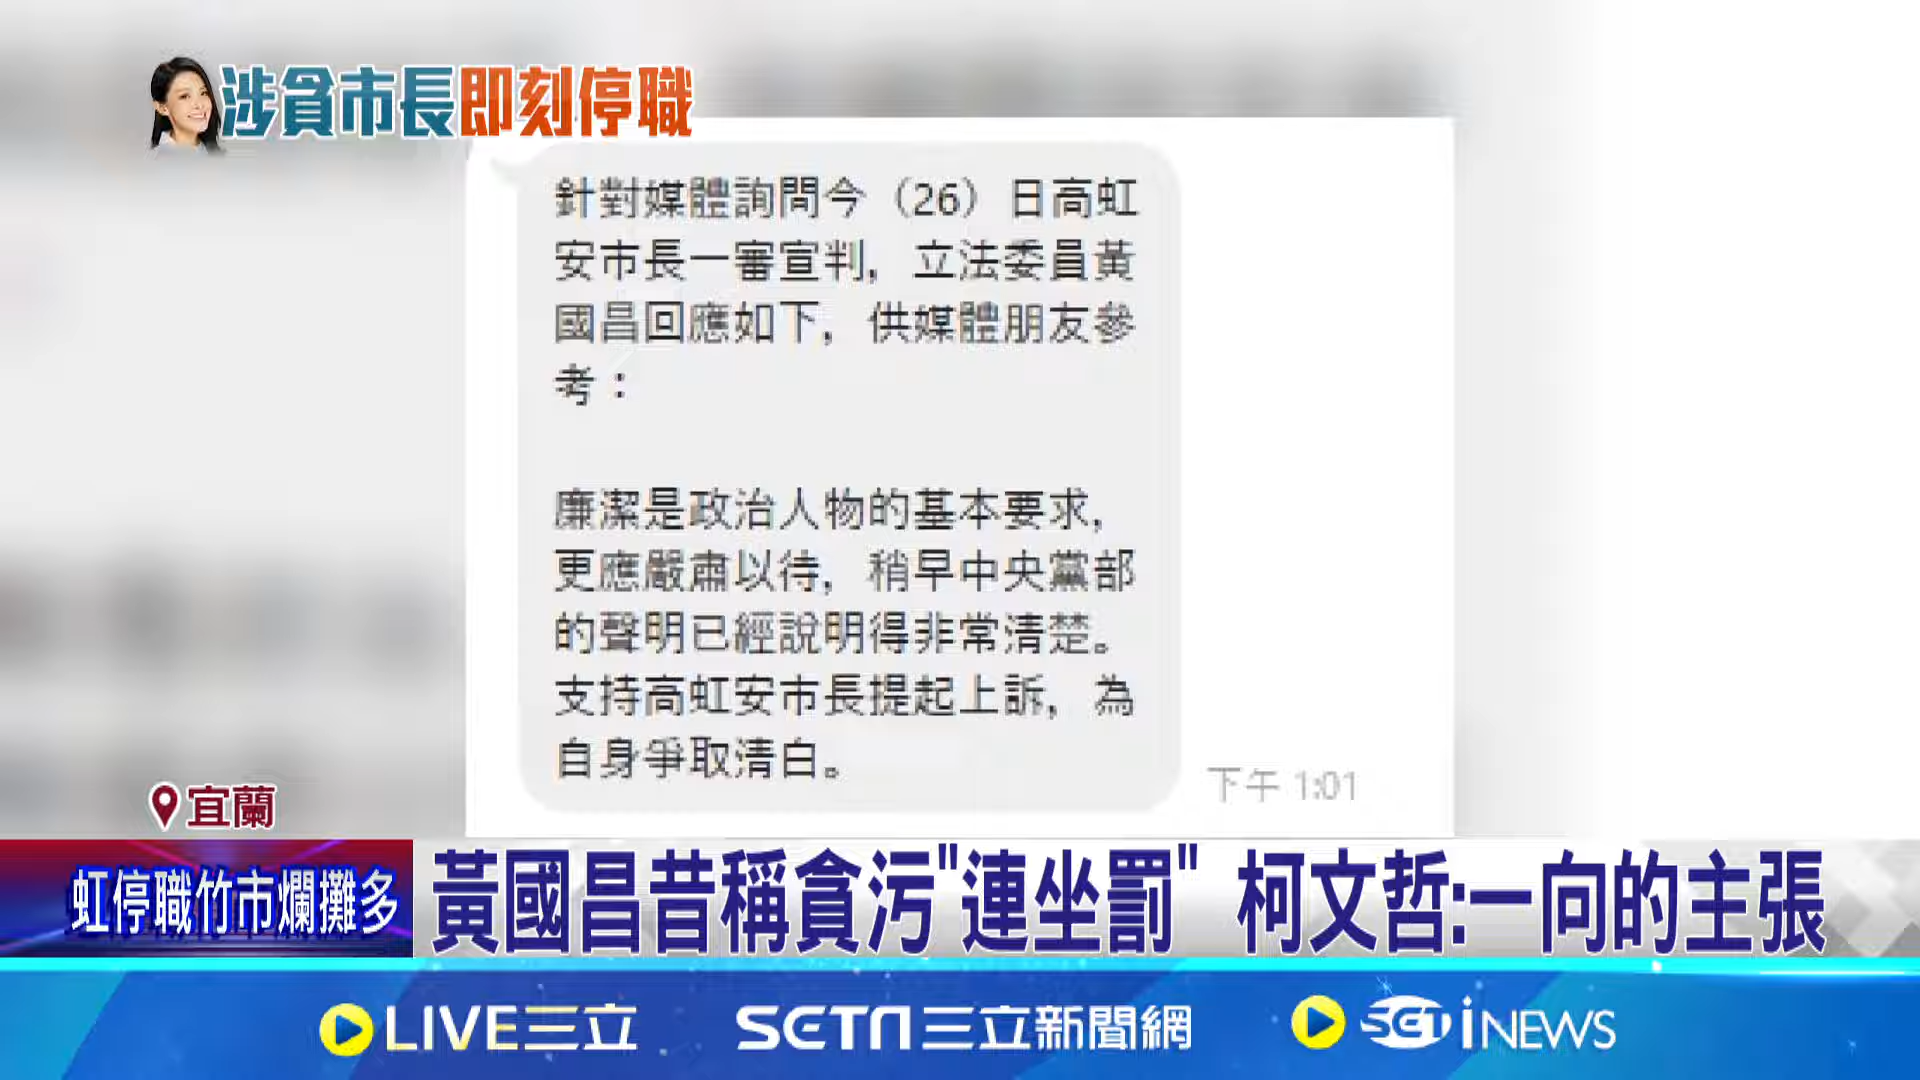 涉貪市長即刻停職
針對媒體詢問今（26）日高虹
安市長一審宣判，立法委員黃
國昌回應如下，供媒體朋友參
考：
廉潔是政治人物的基本要求，
更應嚴肅以待，稍早中央黨部
的聲明已經說明得非常清楚。
支持高虹安市長提起上訴，為
自身爭取清白。
下午 1:01
宜蘭
虹停職竹市爛攤多
黃國昌昔稱貪污"連坐罰" 柯文哲:一向的主張
LIVE三立
SETN三立新聞網
SET iNEWS